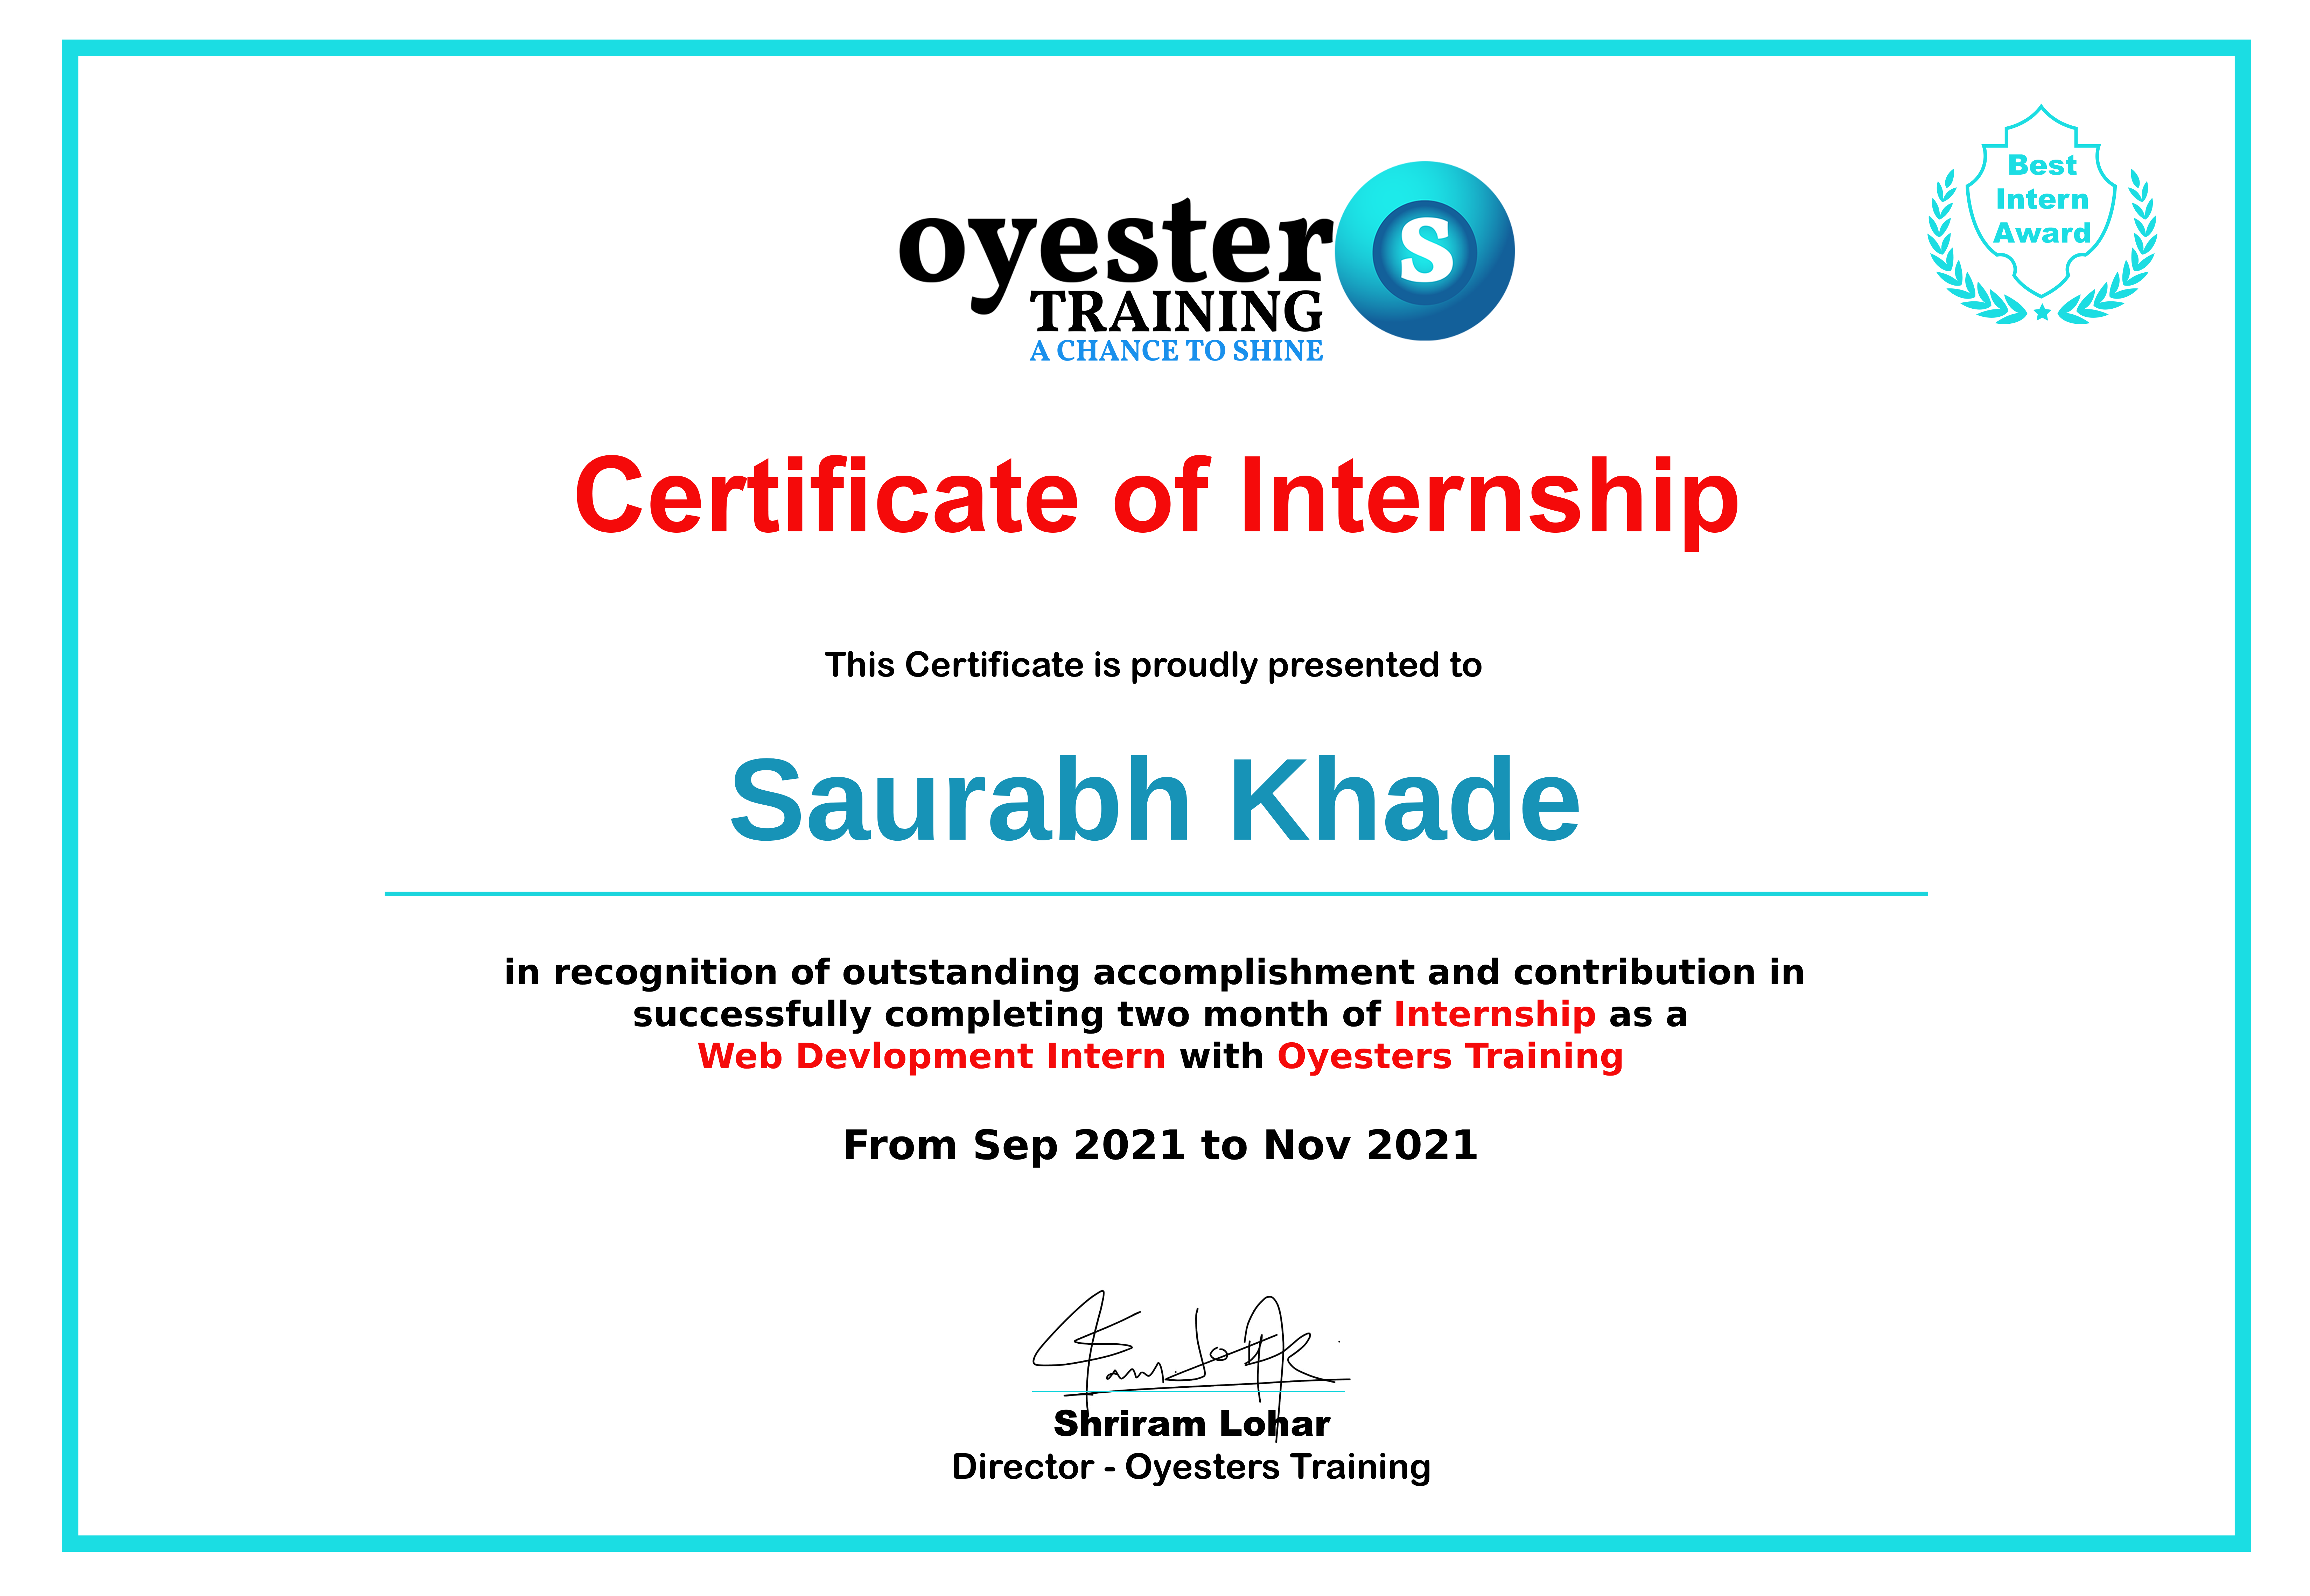 Best
Intern
Award
oyesters
TRAINING
A CHANCE TO SHINE
Certificate of Internship
This Certificate is proudly presented to
Saurabh Khade
in recognition of outstanding accomplishment and contribution in
successfully completing two month of Internship as a
Web Devlopment Intern with Oyesters Training
From Sep 2021 to Nov 2021
Shriram Lohar
Director - Oyesters Training